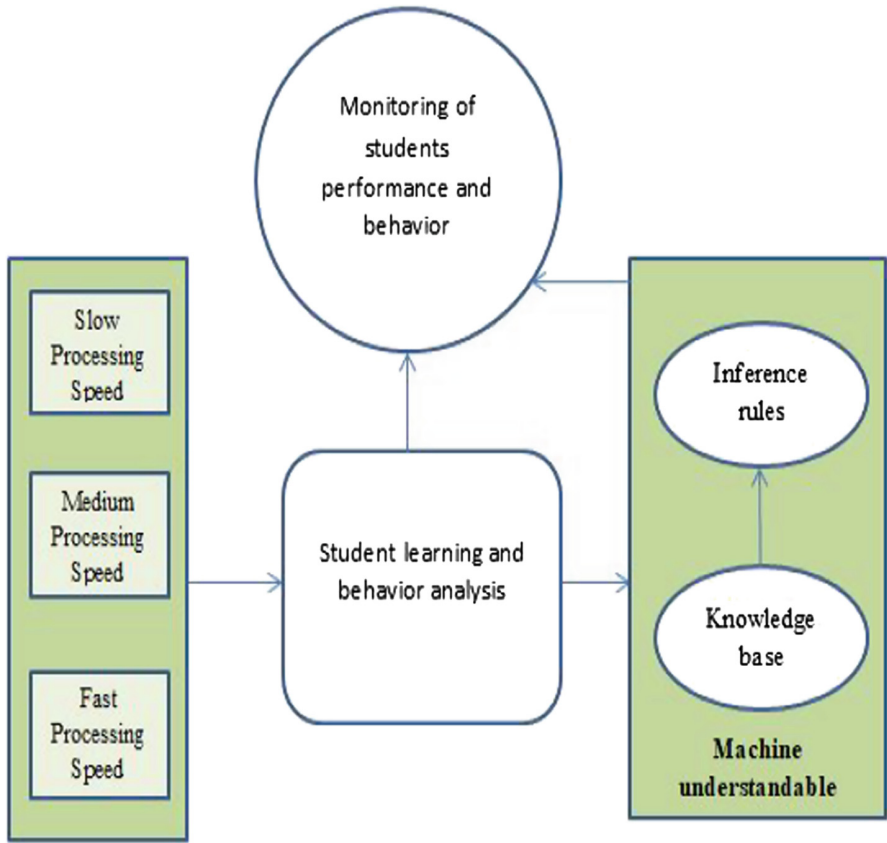 Monitoring of
students
performance and
behavior
Slow
Processing
Speed
Medium
Processing
Speed
Fast
Processing
Speed
Student learning and
behavior analysis
Inference
rules
Knowledge
base
Machine
understandable